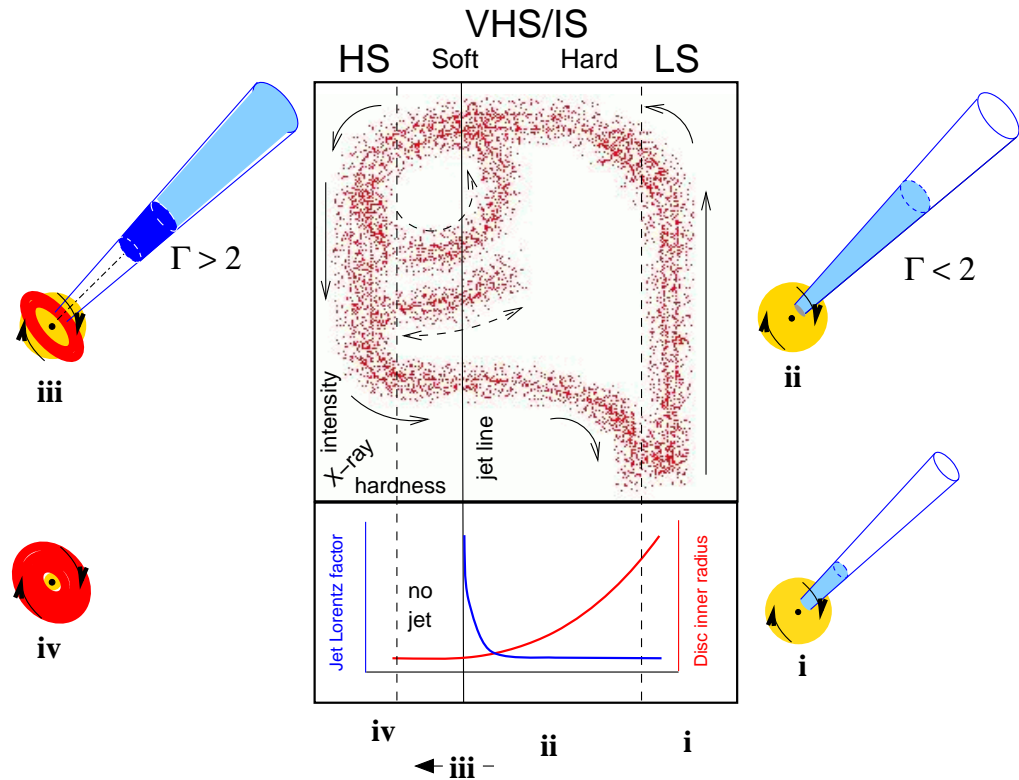 VHS/IS
HS Soft Hard LS
Γ > 2
Γ < 2
iii
ii
intensity
X-ray
hardness
jet line
Jet Lorentz factor
no
jet
Disc inner radius
iv
i
iv
ii
i
iii